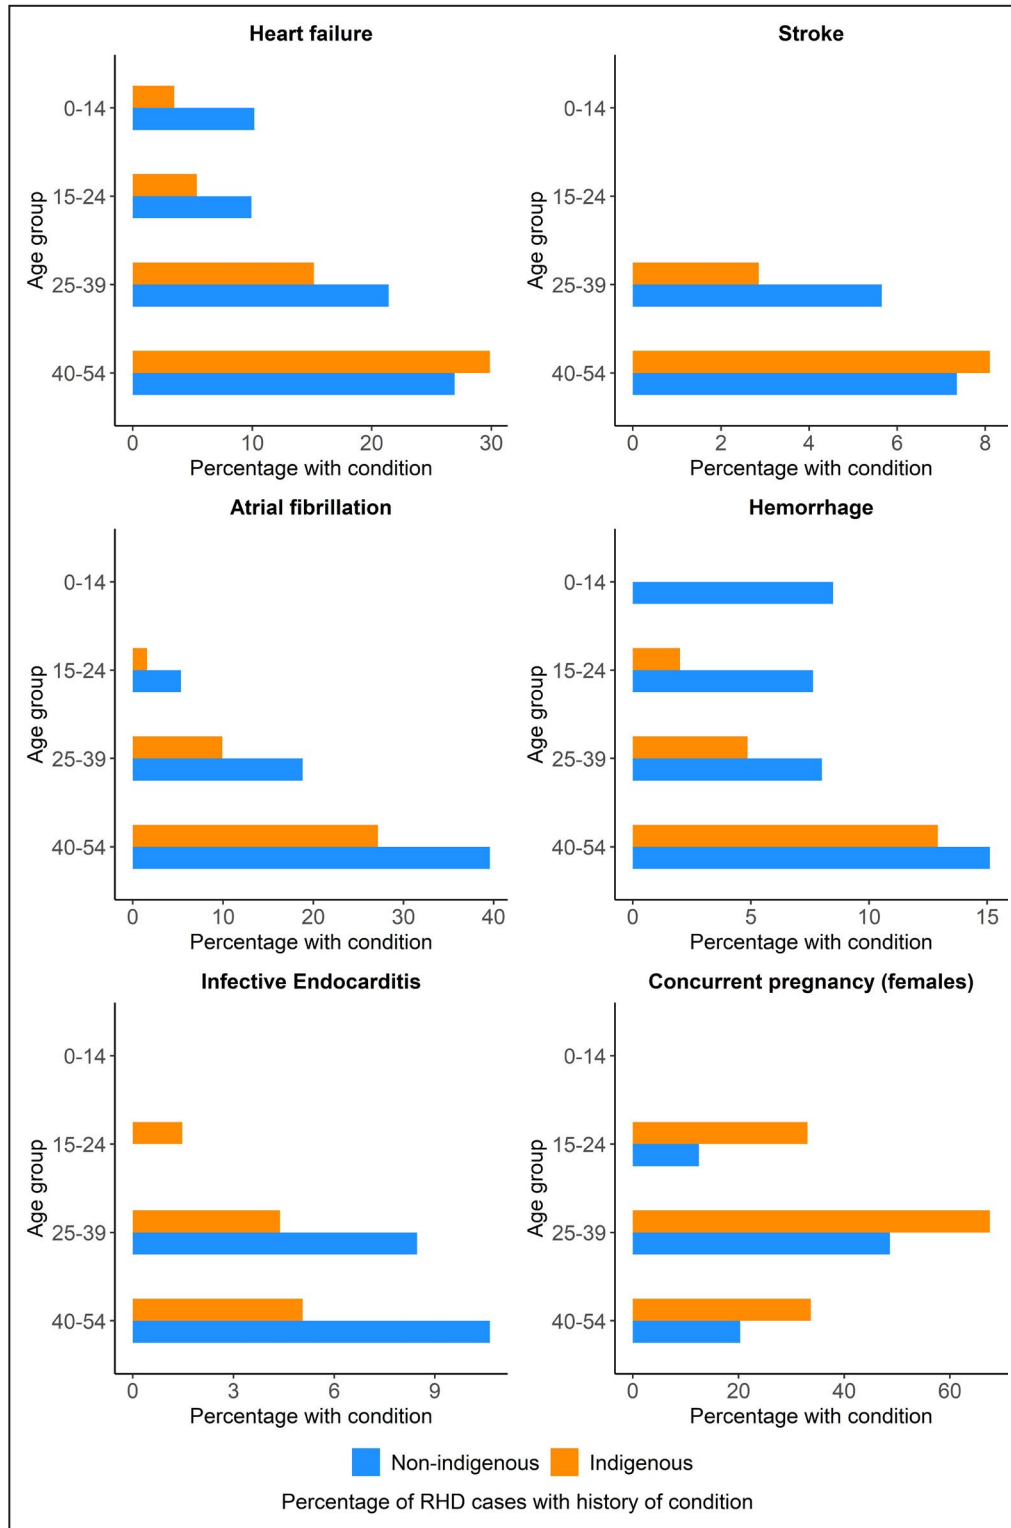 Heart failure
Age group
0-14
15-24
25-39
40-54
0 10 20 30
Percentage with condition
Stroke
Age group
0-14
15-24
25-39
40-54
0 2 4 6 8
Percentage with condition
Atrial fibrillation
Age group
0-14
15-24
25-39
40-54
0 10 20 30 40
Percentage with condition
Hemorrhage
Age group
0-14
15-24
25-39
40-54
0 5 10 15
Percentage with condition
Infective Endocarditis
Age group
0-14
15-24
25-39
40-54
0 3 6 9
Percentage with condition
Concurrent pregnancy (females)
Age group
0-14
15-24
25-39
40-54
0 20 40 60
Percentage with condition
Non-indigenous Indigenous
Percentage of RHD cases with history of condition